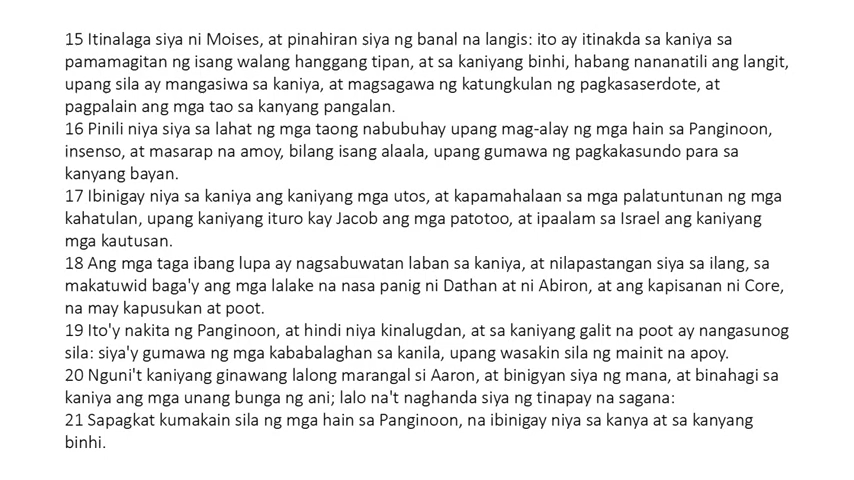 15 Itinalaga siya ni Moises, at pinahiran siya ng banal na langis: ito ay itinakda sa kaniya sa
pamamagitan ng isang walang hanggang tipan, at sa kaniyang binhi, habang nananatili ang langit,
upang sila ay mangasiwa sa kaniya, at magsagawa ng katungkulan ng pagkasaserdote, at
pagpalain ang mga tao sa kanyang pangalan.
16 Pinili niya siya sa lahat ng mga taong nabubuhay upang mag-alay ng mga hain sa Panginoon,
insenso, at masarap na amoy, bilang isang alaala, upang gumawa ng pagkakasundo para sa
kanyang bayan.
17 Ibinigay niya sa kaniya ang kaniyang mga utos, at kapamahalaan sa mga palatuntunan ng mga
kahatulan, upang kaniyang ituro kay Jacob ang mga patotoo, at ipaalam sa Israel ang kaniyang
mga kautusan.
18 Ang mga taga ibang lupa ay nagsabuwatan laban sa kaniya, at nilapastangan siya sa ilang, sa
makatuwid baga'y ang mga lalake na nasa panig ni Dathan at ni Abiron, at ang kapisanan ni Core,
na may kapusukan at poot.
19 Ito'y nakita ng Panginoon, at hindi niya kinalugdan, at sa kaniyang galit na poot ay nangasunog
sila: siya'y gumawa ng mga kababalaghan sa kanila, upang wasakin sila ng mainit na apoy.
20 Nguni't kaniyang ginawang lalong marangal si Aaron, at binigyan siya ng mana, at binahagi sa
kaniya ang mga unang bunga ng ani; lalo na't naghanda siya ng tinapay na sagana:
21 Sapagkat kumakain sila ng mga hain sa Panginoon, na ibinigay niya sa kanya at sa kanyang
binhi.